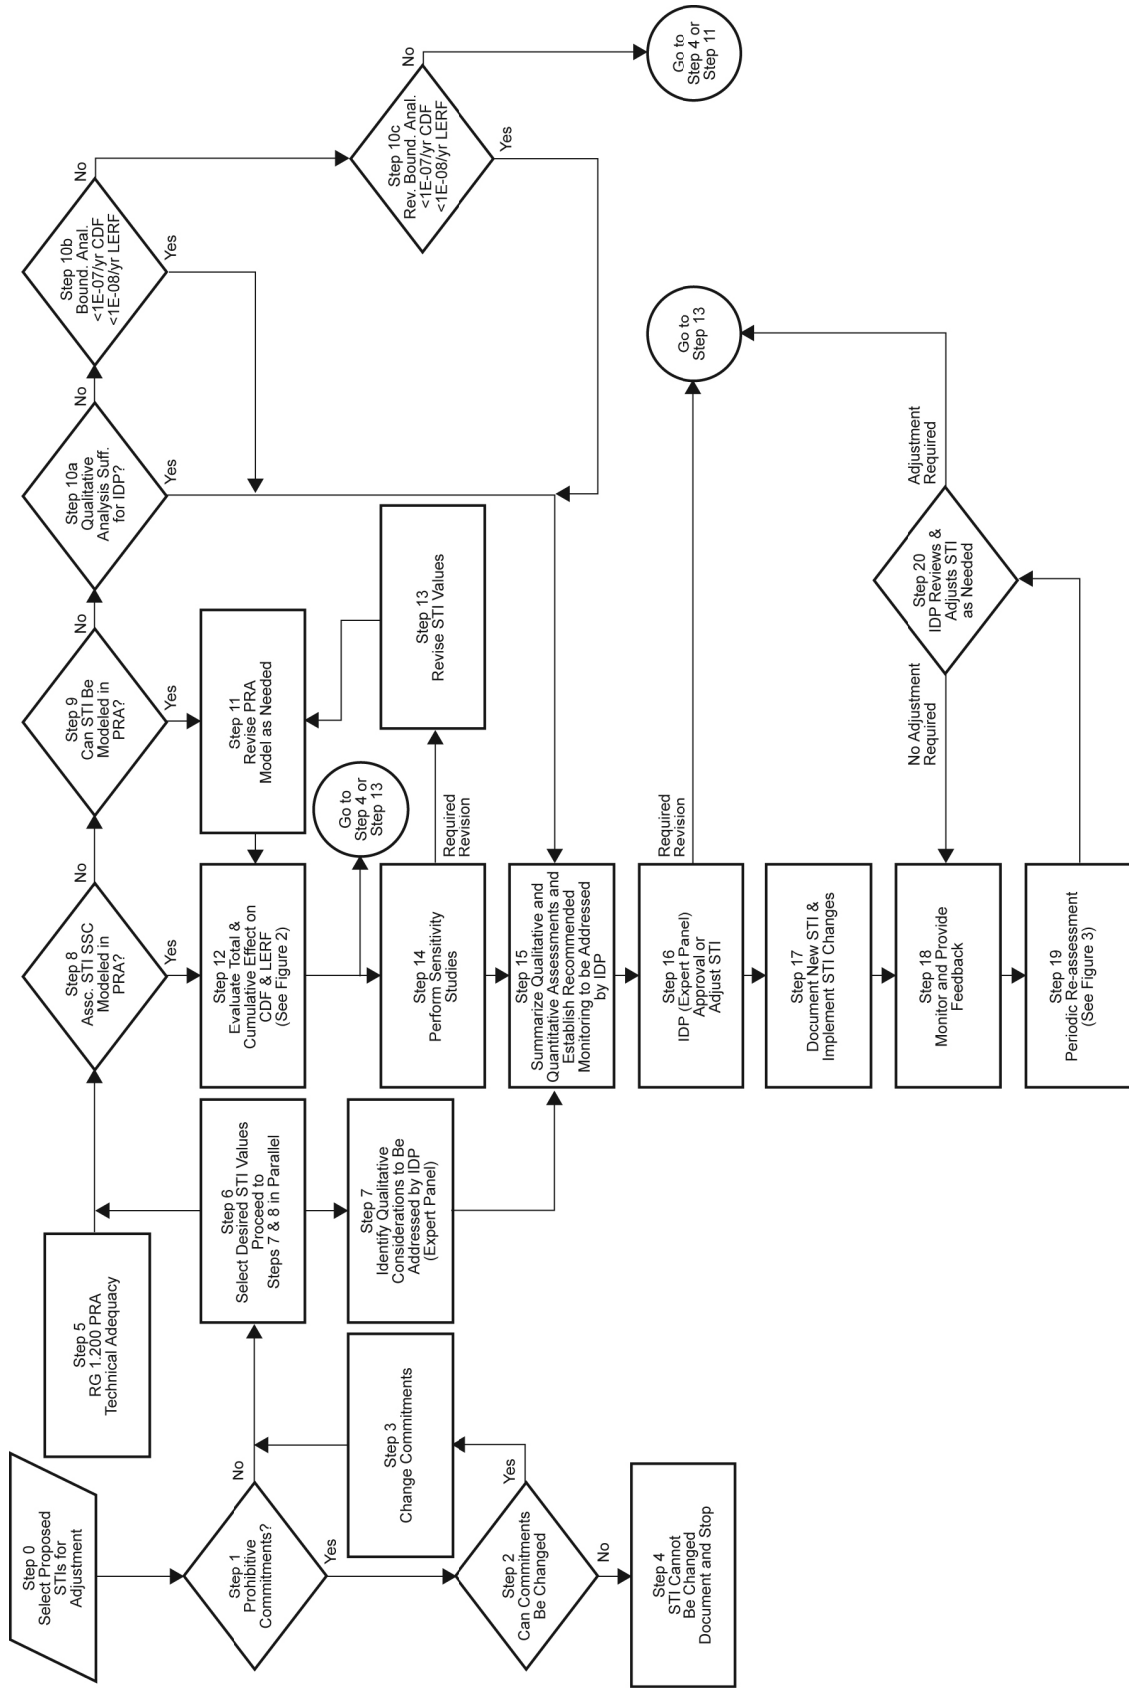 Step 0
Select Proposed
STIs for
Adjustment
Step 1
Prohibitive
Commitments?
No
Yes
Step 2
Can Commitments
Be Changed
Yes
No
Step 3
Change Commitments
Step 4
STI Cannot
Be Changed
Document and Stop
Step 5
RG 1.200 PRA
Technical Adequacy
Step 6
Select Desired STI Values
Proceed to
Steps 7 & 8 in Parallel
Step 7
Identify Qualitative
Considerations to Be
Addressed by IDP
(Expert Panel)
Step 8
Assc. STI SSC
Modeled in
PRA?
No
Yes
Step 9
Can STI Be
Modeled in
PRA?
No
Yes
Step 10a
Qualitative
Analysis Suff.
for IDP?
No
Yes
Step 10b
Bound. Anal.
<1E-07/yr CDF
<1E-08/yr LERF
No
Yes
Step 10c
Rev. Bound. Anal.
<1E-07/yr CDF
<1E-08/yr LERF
No
Yes
Go to
Step 4 or
Step 11
Step 11
Revise PRA
Model as Needed
Step 12
Evaluate Total &
Cumulative Effect on
CDF & LERF
(See Figure 2)
Go to
Step 4 or
Step 13
Step 13
Revise STI Values
Step 14
Perform Sensitivity
Studies
Required
Revision
Step 15
Summarize Qualitative and
Quantitative Assessments and
Establish Recommended
Monitoring to be Addressed
by IDP
Step 16
IDP (Expert Panel)
Approval or
Adjust STI
Required
Revision
Go to
Step 13
Step 17
Document New STI &
Implement STI Changes
Step 18
Monitor and Provide
Feedback
No Adjustment
Required
Step 20
IDP Reviews &
Adjusts STI
as Needed
Adjustment
Required
Step 19
Periodic Re-assessment
(See Figure 3)